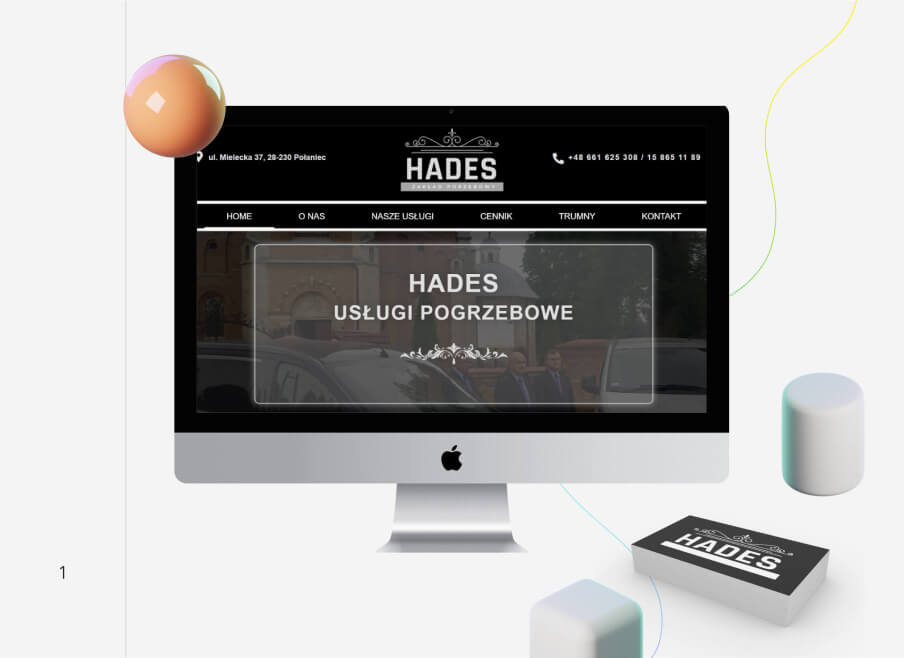 ul. Mielecka 37, 28-230 Połaniec
HADES
ZAKŁAD POGRZEBOWY
+48 661 625 308 / 15 865 11 89
HOME
O NAS
NASZE USŁUGI
CENNIK
TRUMNY
KONTAKT
HADES
USŁUGI POGRZEBOWE
HADES
1